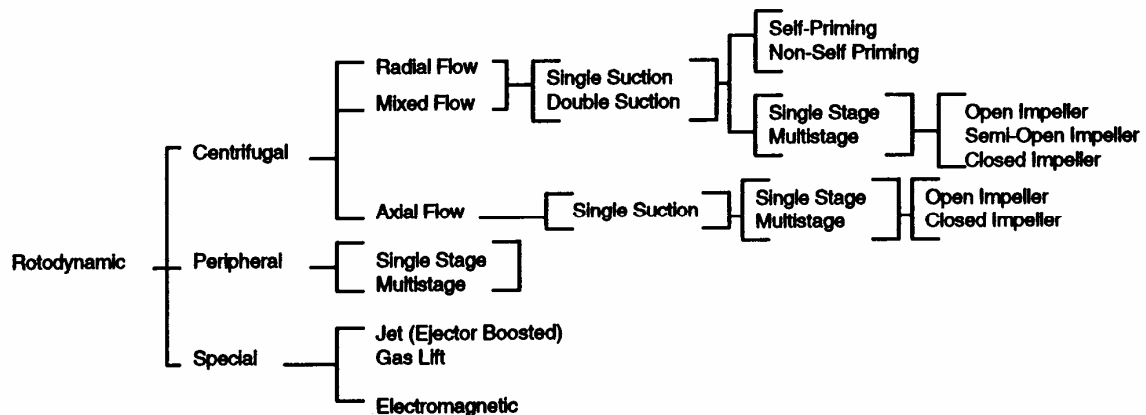 Self-Priming
Non-Self Priming
Radial Flow
Mixed Flow
Single Suction
Double Suction
Single Stage
Multistage
Open Impeller
Semi-Open Impeller
Closed Impeller
Centrifugal
Axial Flow
Single Suction
Single Stage
Multistage
Open Impeller
Closed Impeller
Rotodynamic
Peripheral
Single Stage
Multistage
Special
Jet (Ejector Boosted)
Gas Lift
Electromagnetic